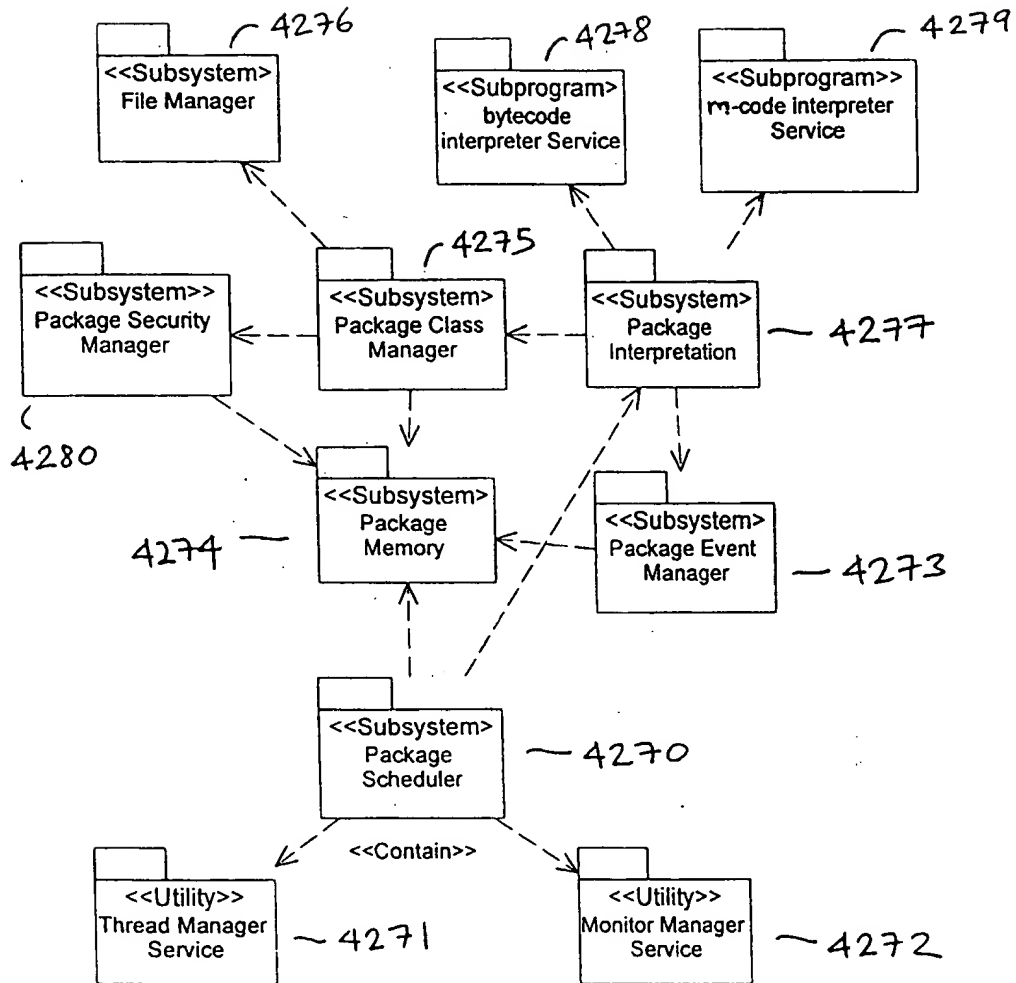 4276
4278
4279
<<Subsystem>
File Manager
<<Subprogram>
bytecode
interpreter Service
<<Subprogram>>
m-code interpreter
Service
4275
<<Subsystem>>
Package Security
Manager
<<Subsystem>
Package Class
Manager
<<Subsystem>
Package
Interpretation
4277
4280
<<Subsystem>
Package
Memory
4274
<<Subsystem>
Package Event
Manager
4273
<<Subsystem>
Package
Scheduler
4270
<<Contain>>
<<Utility>>
Thread Manager
Service
4271
<<Utility>>
Monitor Manager
Service
4272